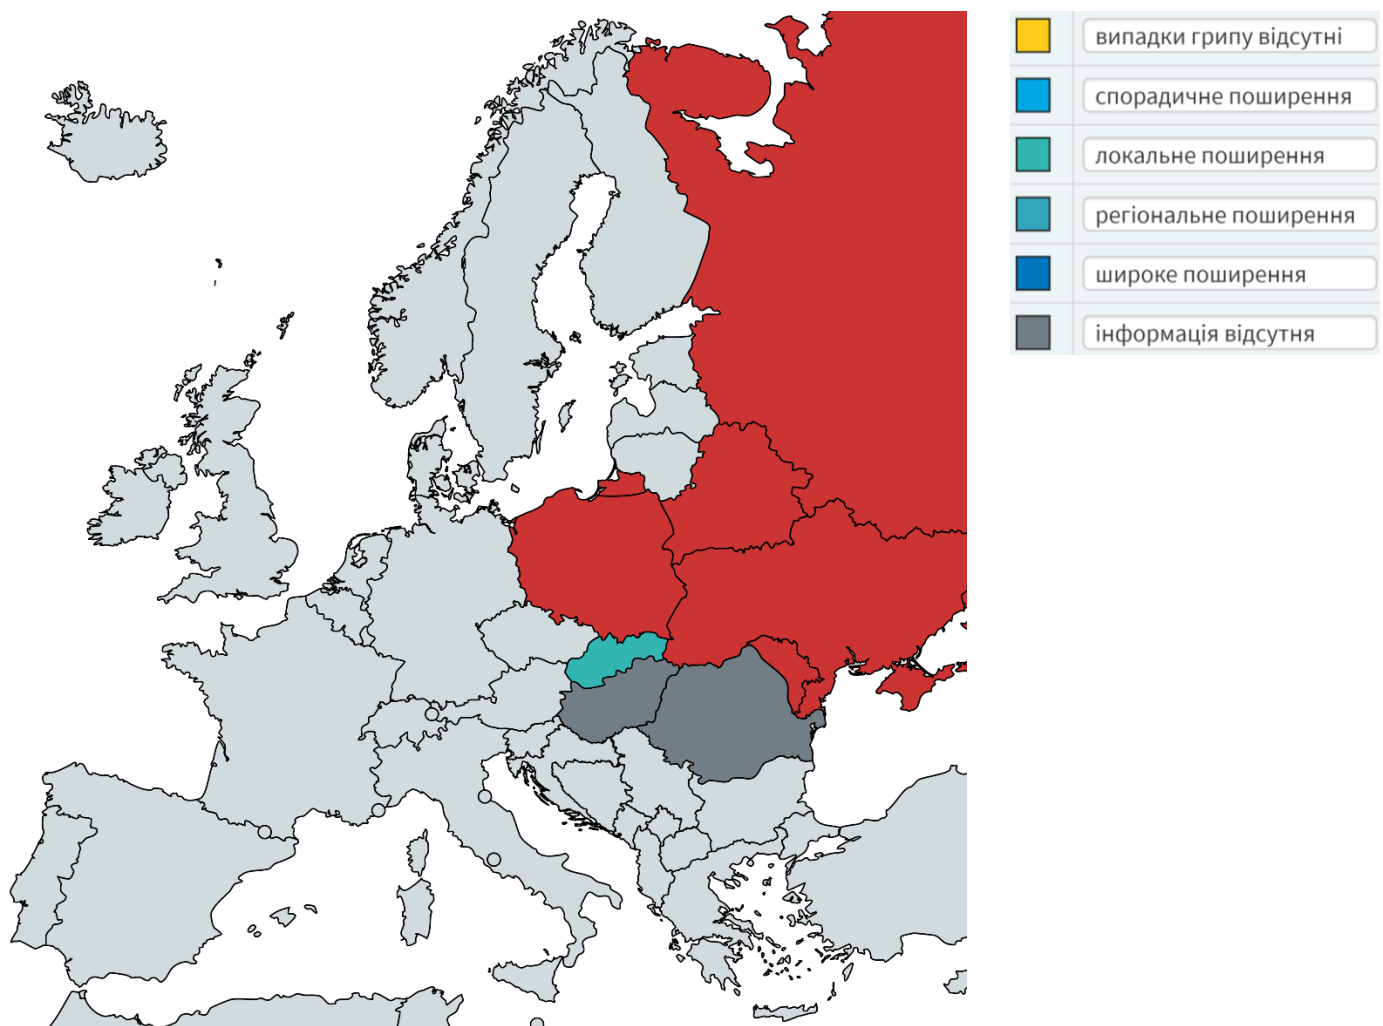 випадки грипу відсутні
спорадичне поширення
локальне поширення
регіональне поширення
широке поширення
інформація відсутня